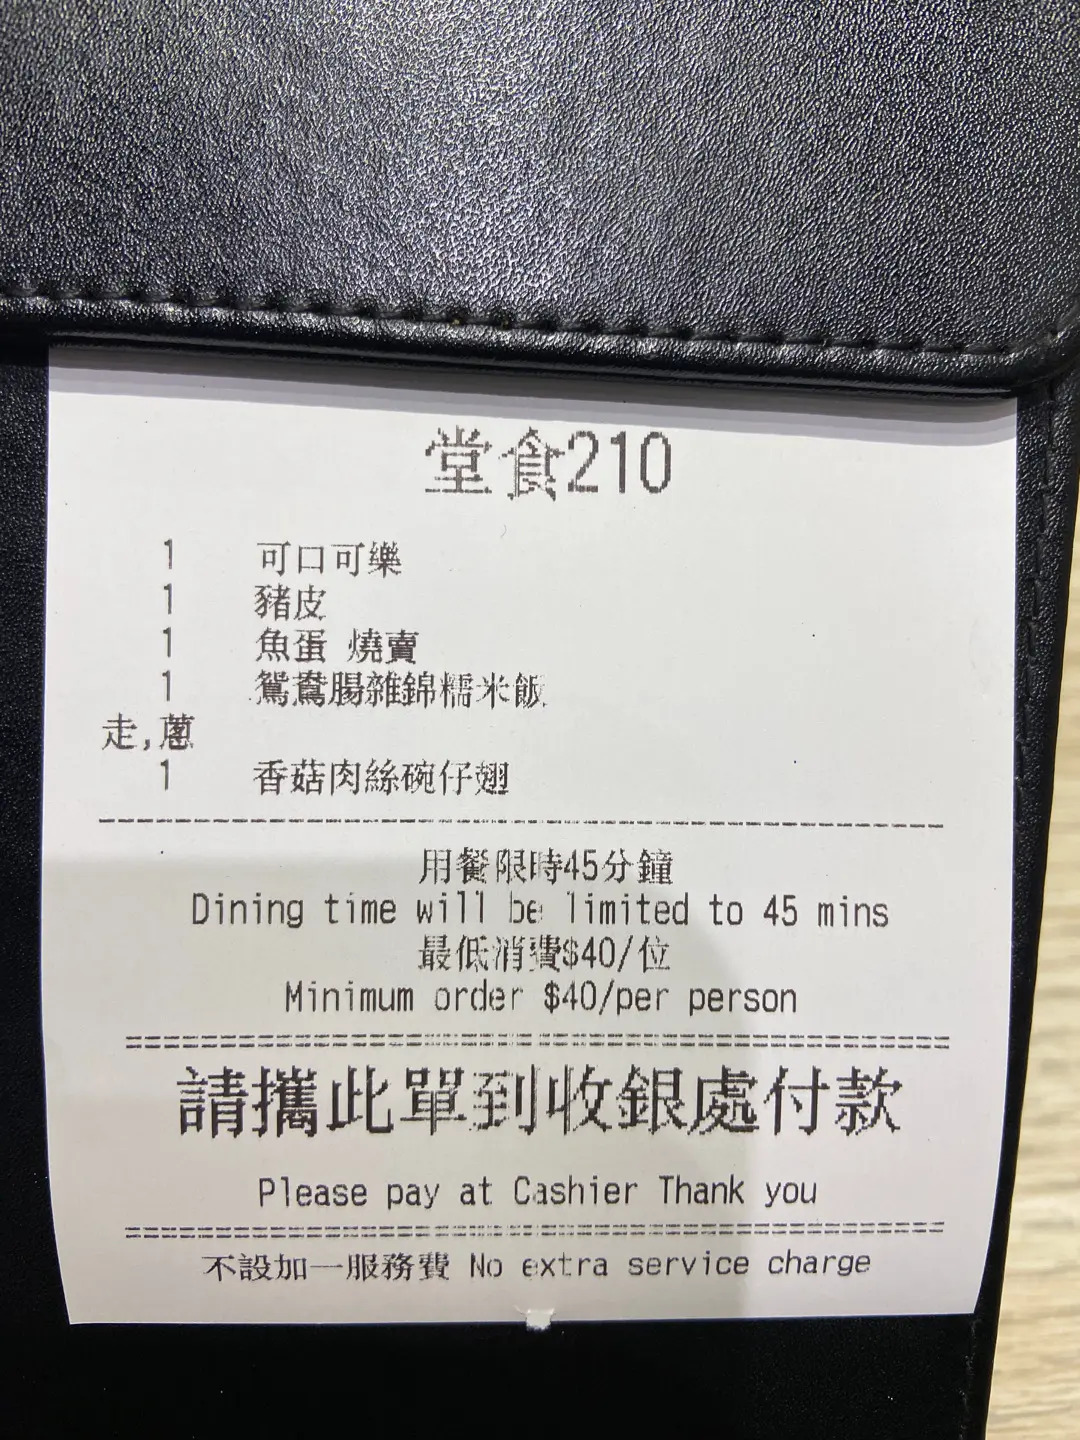 堂食210
1 可口可樂
1 豬皮
1 魚蛋 燒賣
1 鴛鴦腸雜錦糯米飯
走,蔥
1 香菇肉絲碗仔翅
用餐限時45分鐘
Dining time will be limited to 45 mins
最低消費$40/位
Minimum order $40/per person
請攜此單到收銀處付款
Please pay at Cashier Thank you
不設加一服務費 No extra service charge